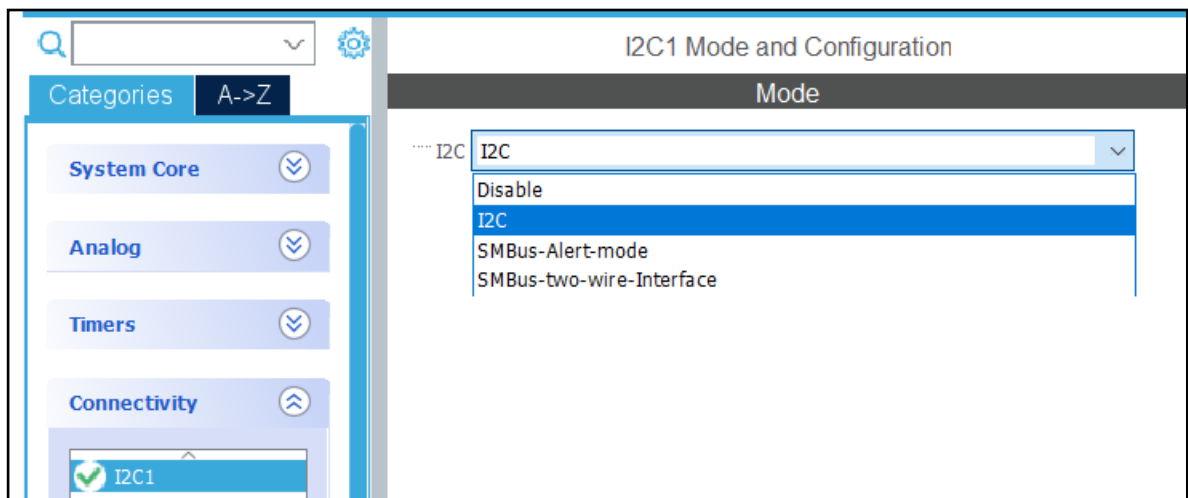 I2C1 Mode and Configuration
Categories
A->Z
Mode
System Core
Analog
Timers
Connectivity
I2C1
I2C I2C
Disable
I2C
SMBus-Alert-mode
SMBus-two-wire-Interface